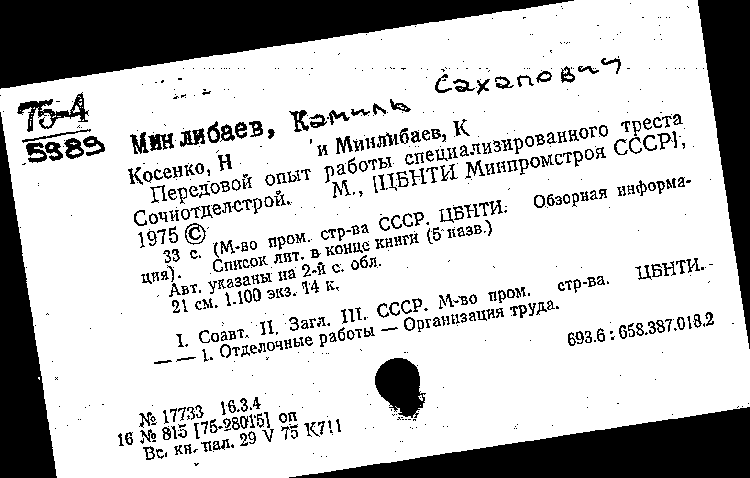 75-4
5989
Минлибаев, Камиль Сахапович
Косенко, Н и Минлибаев, К
Передовой опыт работы специализированного треста
Сочиотделстрой. М., [ЦБНТИ Минпромстроя СССР],
1975 ©
33 с. (М-во пром. стр-ва СССР. ЦБНТИ. Обзорная информа-
ция). Список лит. в конце книги (5 назв.)
Авт. указаны на 2-й с. обл.
21 см. 1.100 экз. 14 к.
I. Соавт. II. Загл. III. СССР. М-во пром. стр-ва. ЦБНТИ.-
— — 1. Отделочные работы — Организация труда.
693.6 : 658.387.018.2
№ 17733 16.3.4
16 № 815 [75-28015] оп
Вс. кн. пал. 29 V 75 К711